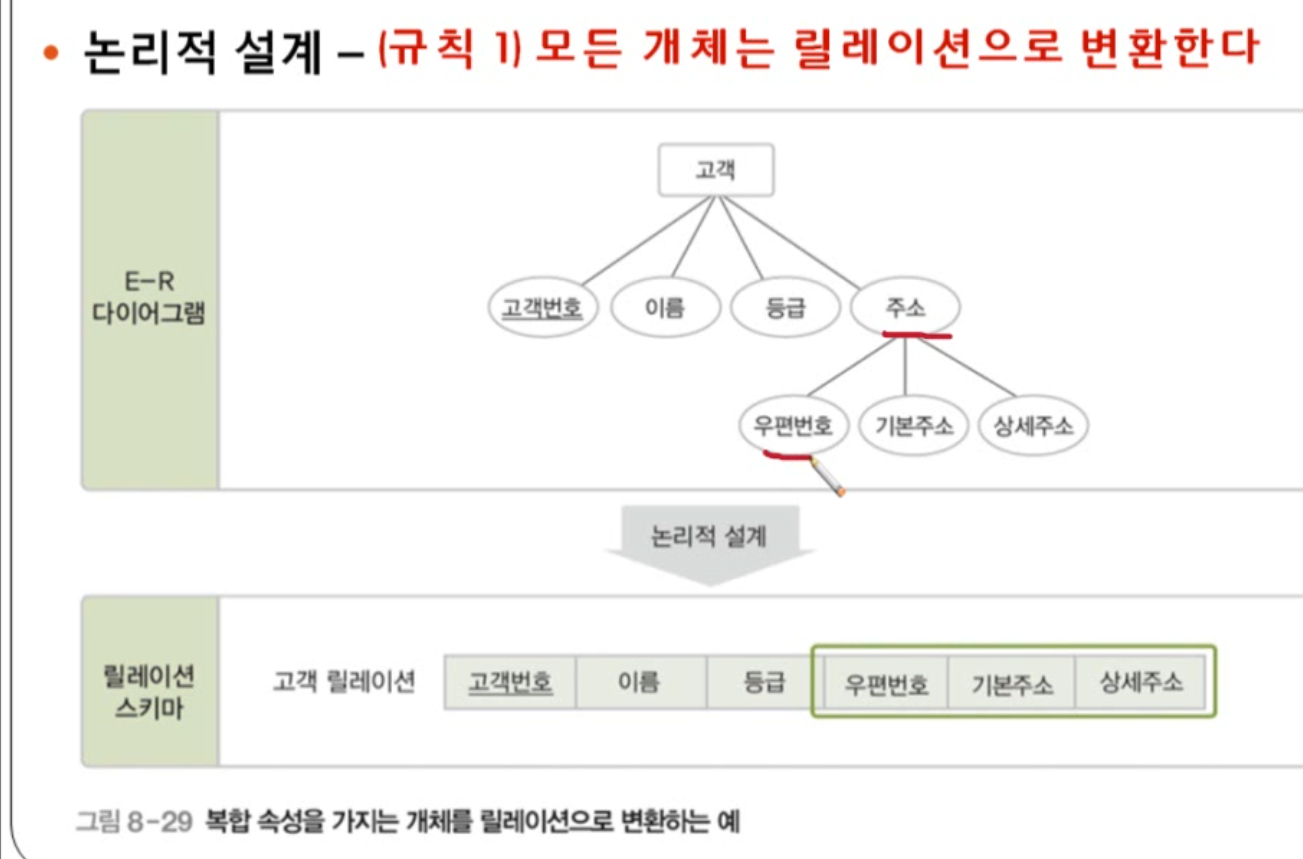 • 논리적 설계 – (규칙 1) 모든 개체는 릴레이션으로 변환한다
고객
E-R
다이어그램
고객번호 이름 등급 주소
우편번호 기본주소 상세주소
논리적 설계
릴레이션
스키마
고객 릴레이션 고객번호 이름 등급 우편번호 기본주소 상세주소
그림 8-29 복합 속성을 가지는 개체를 릴레이션으로 변환하는 예